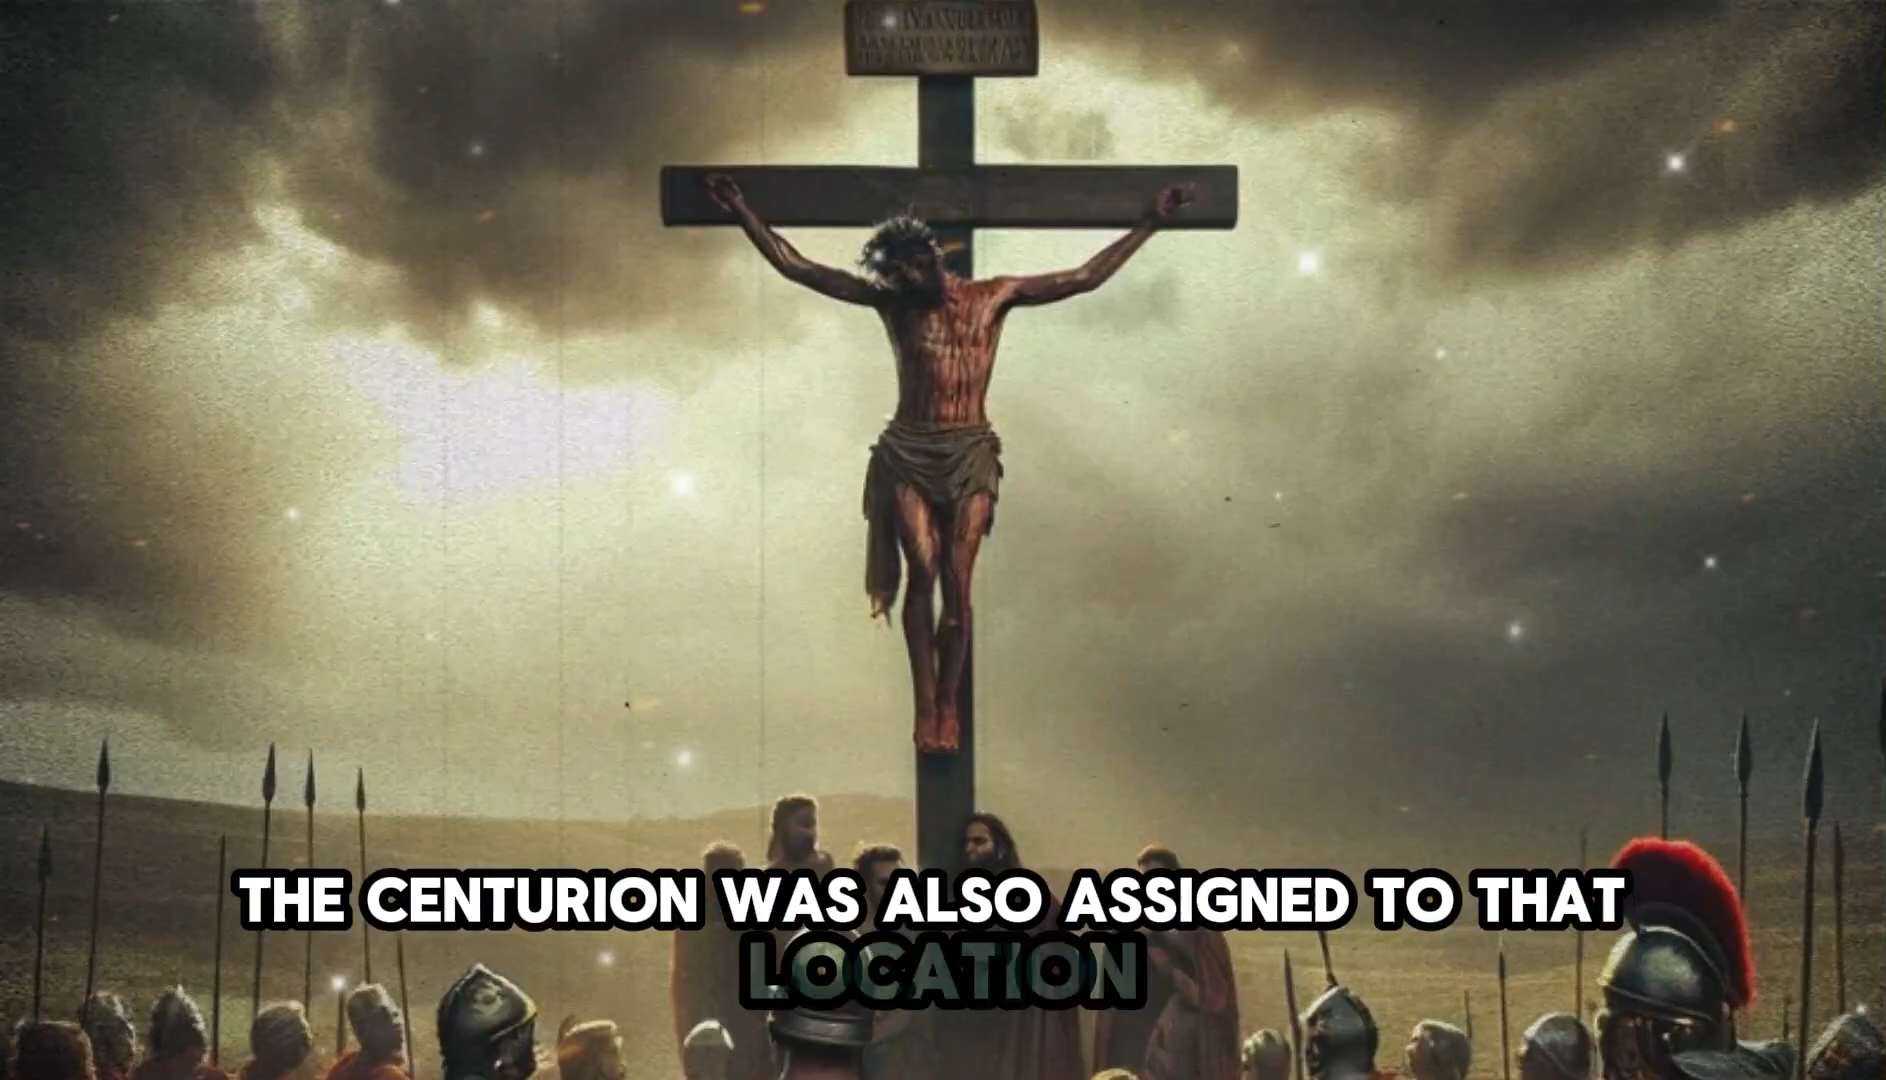 THE CENTURION WAS ALSO ASSIGNED TO THAT
LOCATION